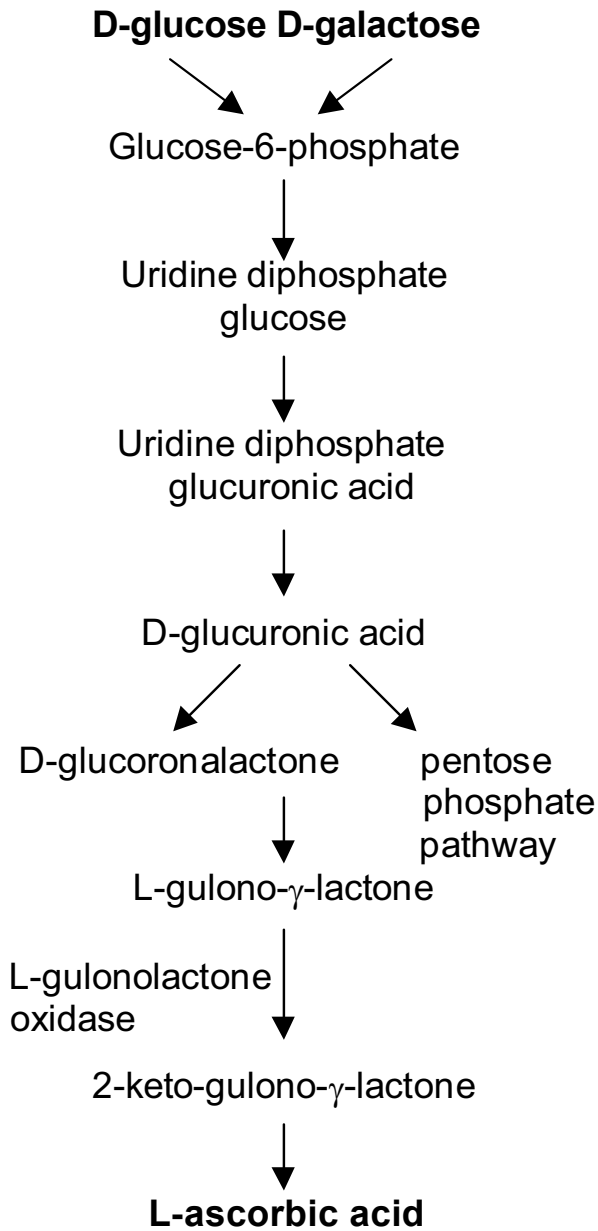 D-glucose D-galactose
Glucose-6-phosphate
Uridine diphosphate
glucose
Uridine diphosphate
glucuronic acid
D-glucuronic acid
D-glucoronalactone
pentose
phosphate
pathway
L-gulono-γ-lactone
L-gulonolactone
oxidase
2-keto-gulono-γ-lactone
L-ascorbic acid